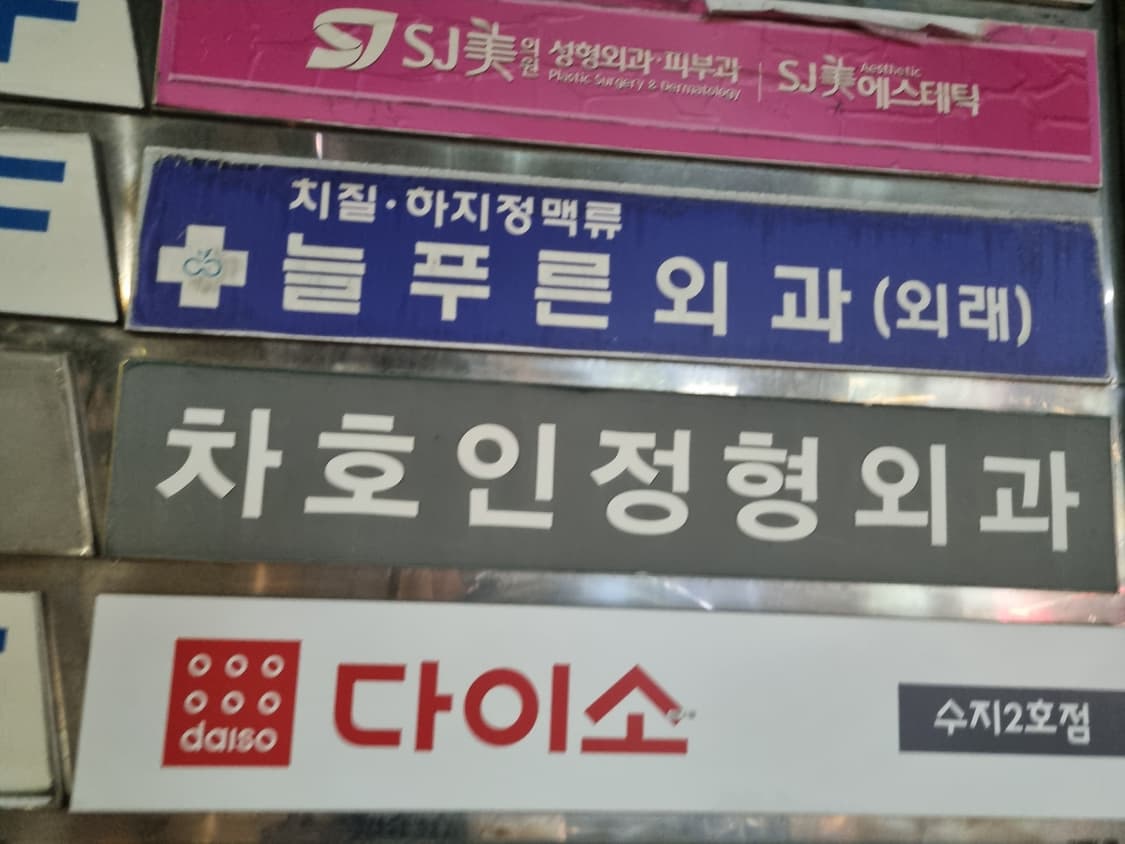 SJ SJ美의원 성형외과·피부과 | SJ美에스테틱
Plastic Surgery & Dermatology Aesthetic
치질·하지정맥류
늘푸른외과(외래)
차호인정형외과
daiso 다이소 수지2호점